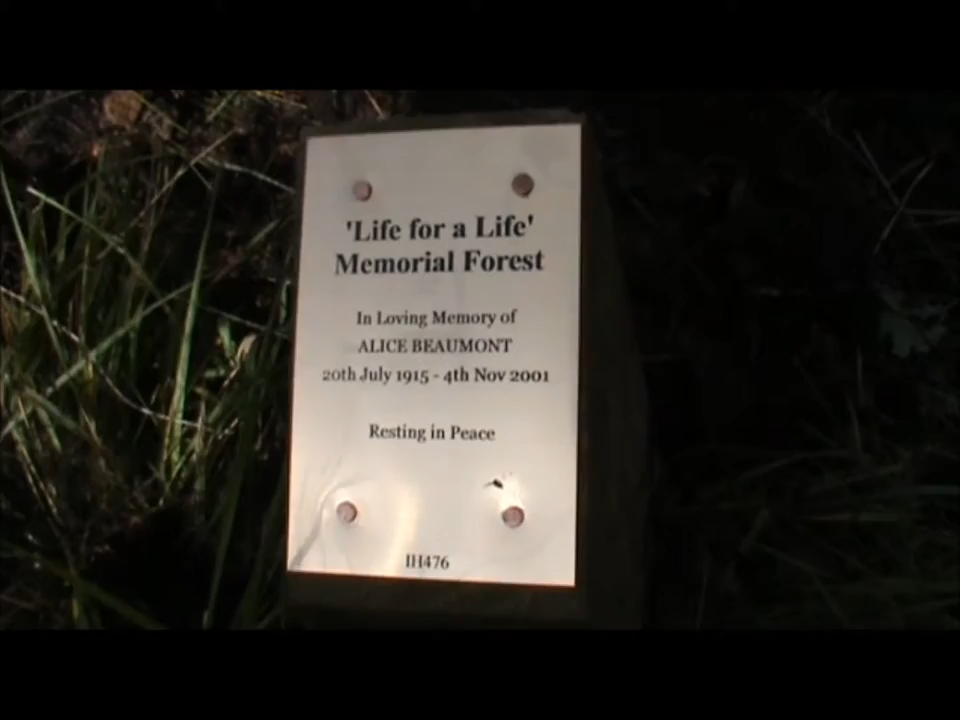 'Life for a Life'
Memorial Forest
In Loving Memory of
ALICE BEAUMONT
20th July 1915 - 4th Nov 2001
Resting in Peace
IH476